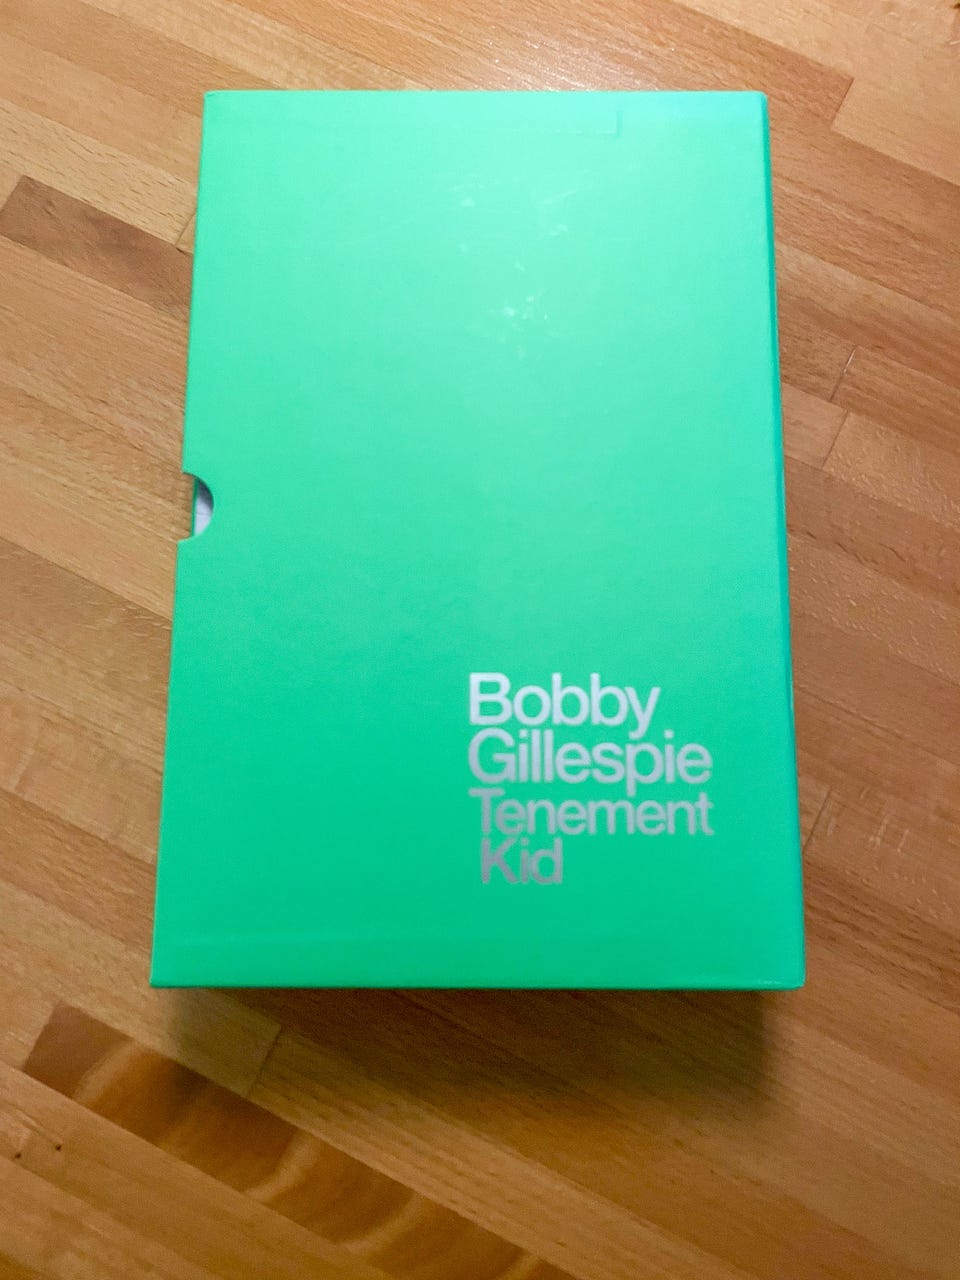 Bobby
Gillespie
Tenement
Kid